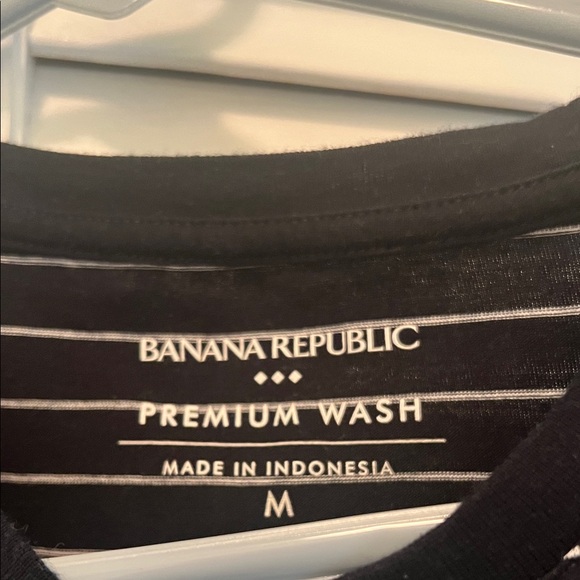 BANANA REPUBLIC
PREMIUM WASH
MADE IN INDONESIA
M